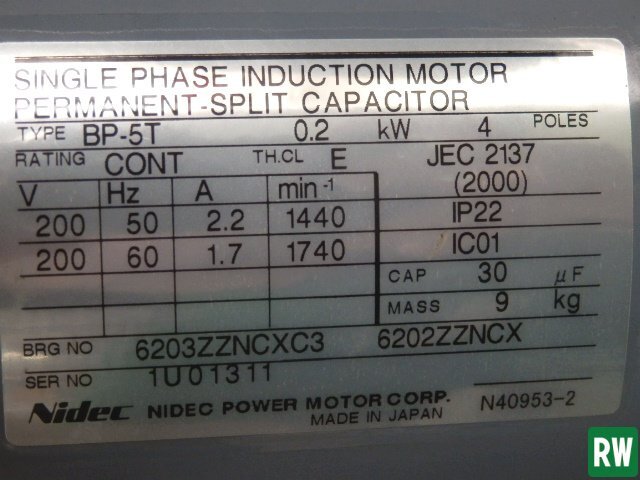 SINGLE PHASE INDUCTION MOTOR
PERMANENT-SPLIT CAPACITOR
TYPE BP-5T 0.2 kW 4 POLES
RATING CONT TH.CL E JEC 2137
V Hz A min⁻¹ (2000)
200 50 2.2 1440 IP22
200 60 1.7 1740 IC01
CAP 30 μF
MASS 9 kg
BRG NO 6203ZZNCXC3 6202ZZNCX
SER NO 1U01311
Nidec NIDEC POWER MOTOR CORP. N40953-2
MADE IN JAPAN
RW